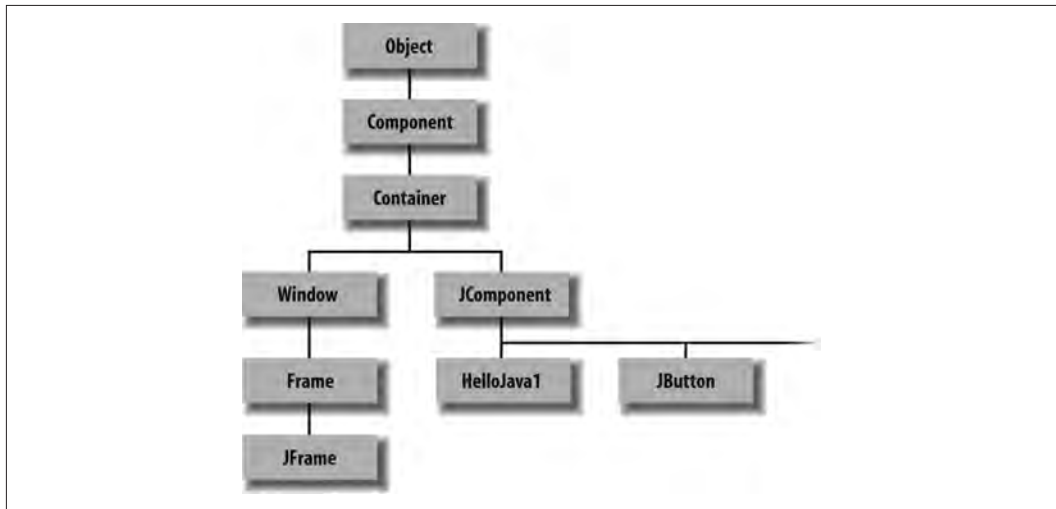 Object
Component
Container
Window JComponent
Frame HelloJava1 JButton
JFrame